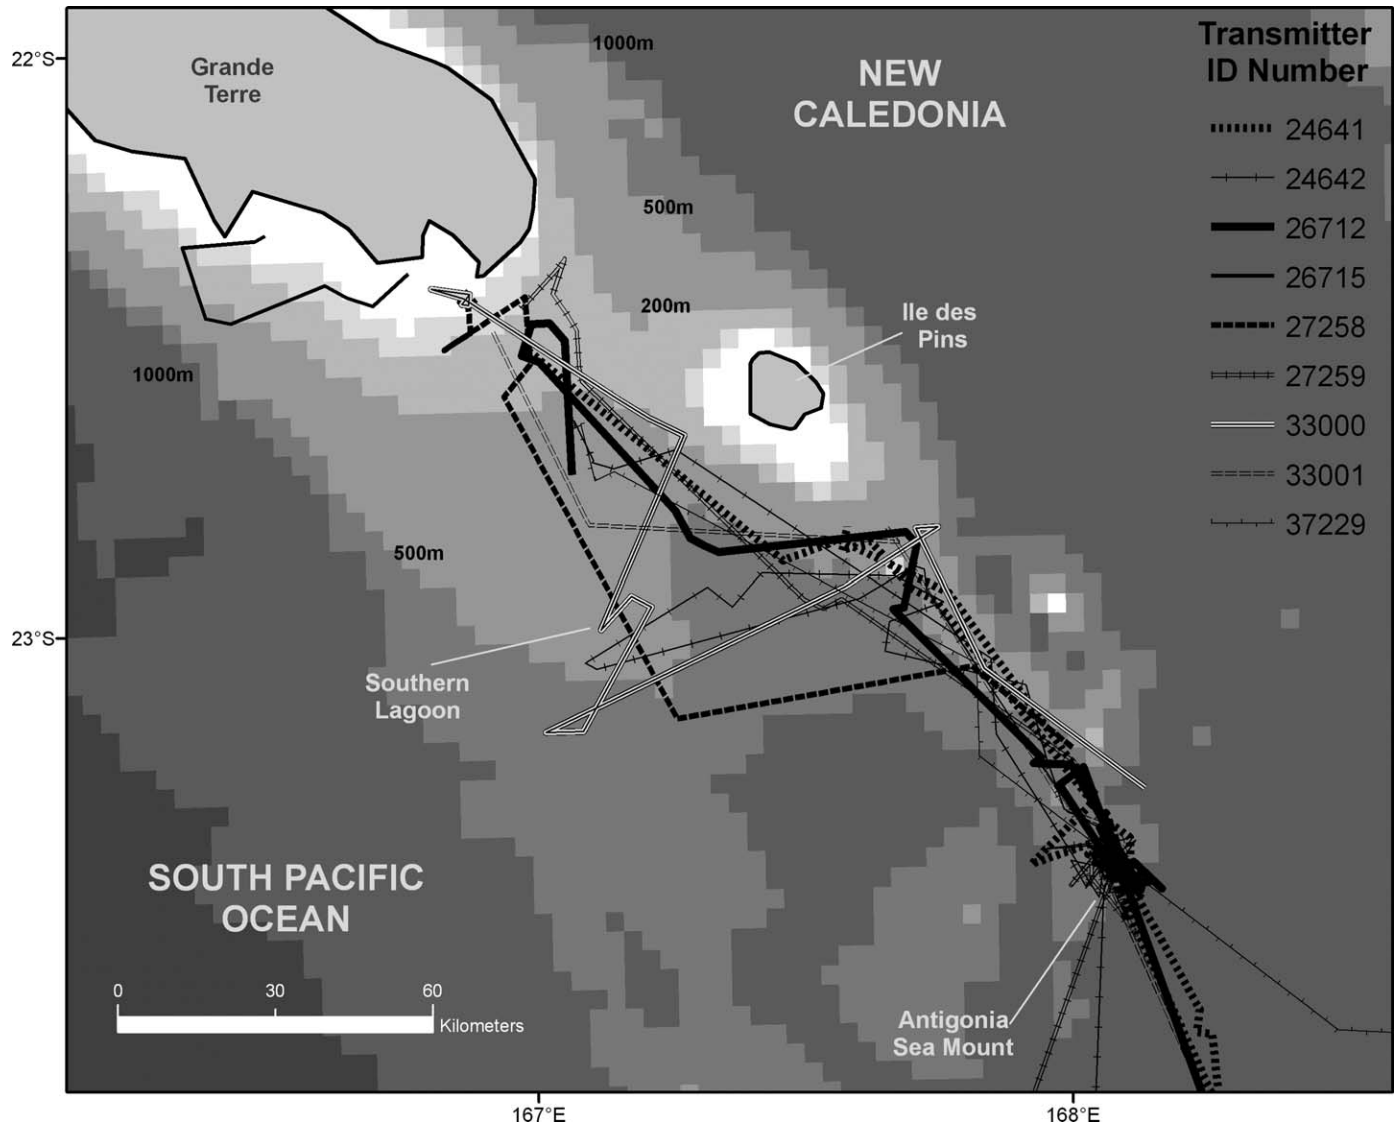 22°S
23°S
167°E
168°E
Grande
Terre
1000m
NEW
CALEDONIA
500m
200m
Ile des
Pins
1000m
500m
Southern
Lagoon
SOUTH PACIFIC
OCEAN
Antigonia
Sea Mount
0 30 60
Kilometers
Transmitter
ID Number
24641
24642
26712
26715
27258
27259
33000
33001
37229